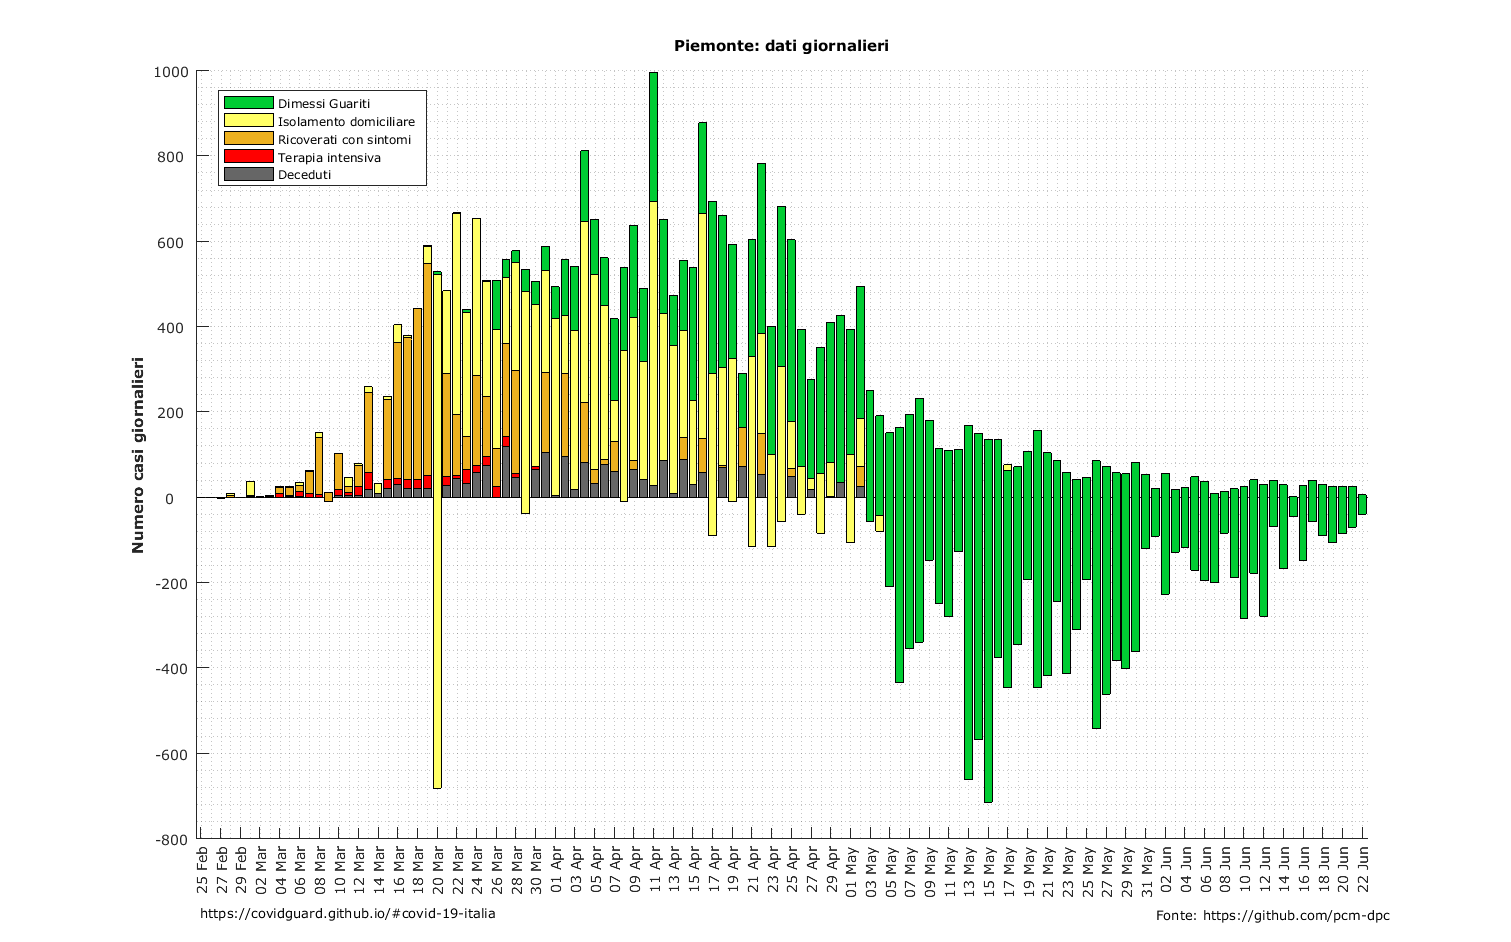 Piemonte: dati giornalieri
1000
800
600
400
200
0
-200
-400
-600
-800
Numero casi giornalieri
Dimessi Guariti
Isolamento domiciliare
Ricoverati con sintomi
Terapia intensiva
Deceduti
25 Feb
27 Feb
29 Feb
02 Mar
04 Mar
06 Mar
08 Mar
10 Mar
12 Mar
14 Mar
16 Mar
18 Mar
20 Mar
22 Mar
24 Mar
26 Mar
28 Mar
30 Mar
01 Apr
03 Apr
05 Apr
07 Apr
09 Apr
11 Apr
13 Apr
15 Apr
17 Apr
19 Apr
21 Apr
23 Apr
25 Apr
27 Apr
29 Apr
01 May
03 May
05 May
07 May
09 May
11 May
13 May
15 May
17 May
19 May
21 May
23 May
25 May
27 May
29 May
31 May
02 Jun
04 Jun
06 Jun
08 Jun
10 Jun
12 Jun
14 Jun
16 Jun
18 Jun
20 Jun
22 Jun
https://covidguard.github.io/#covid-19-italia
Fonte: https://github.com/pcm-dpc